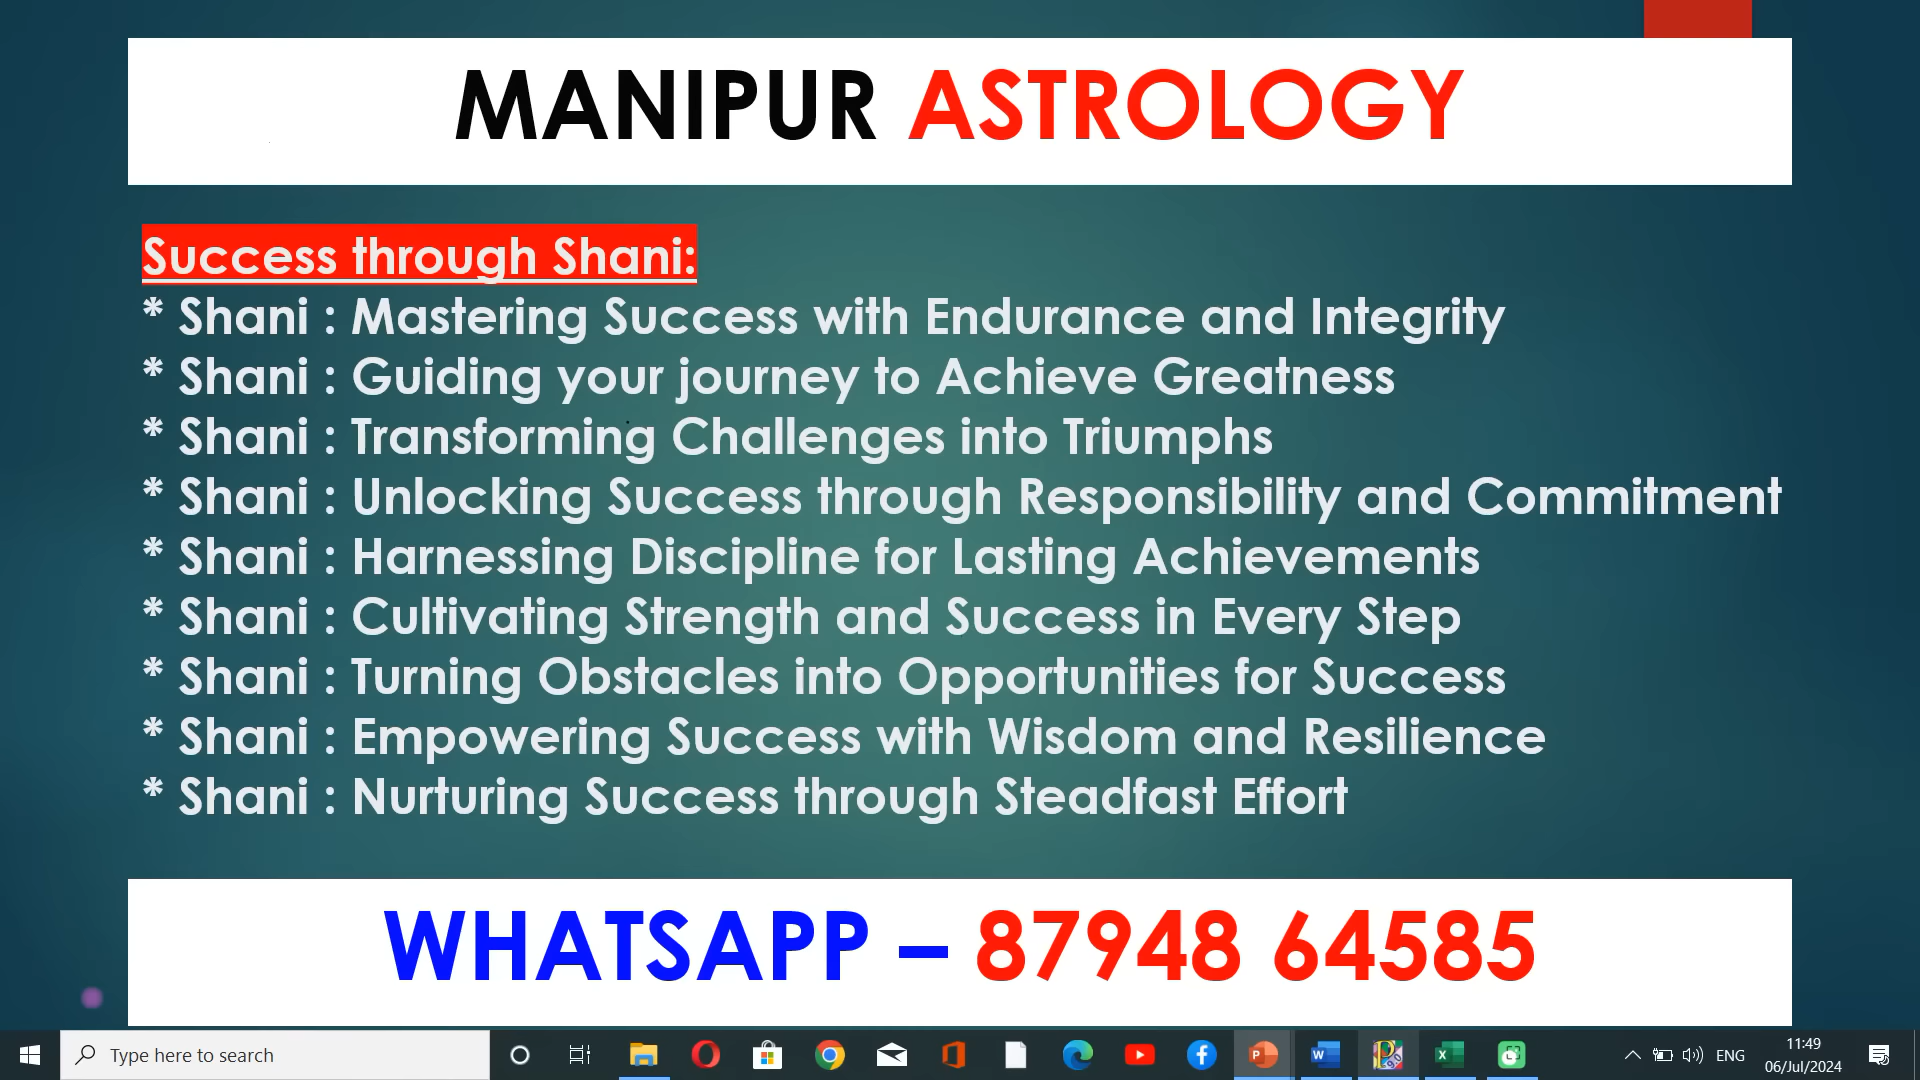 MANIPUR ASTROLOGY
Success through Shani:
* Shani : Mastering Success with Endurance and Integrity
* Shani : Guiding your journey to Achieve Greatness
* Shani : Transforming Challenges into Triumphs
* Shani : Unlocking Success through Responsibility and Commitment
* Shani : Harnessing Discipline for Lasting Achievements
* Shani : Cultivating Strength and Success in Every Step
* Shani : Turning Obstacles into Opportunities for Success
* Shani : Empowering Success with Wisdom and Resilience
* Shani : Nurturing Success through Steadfast Effort
WHATSAPP – 87948 64585
Type here to search
ENG
11:49
06/Jul/2024